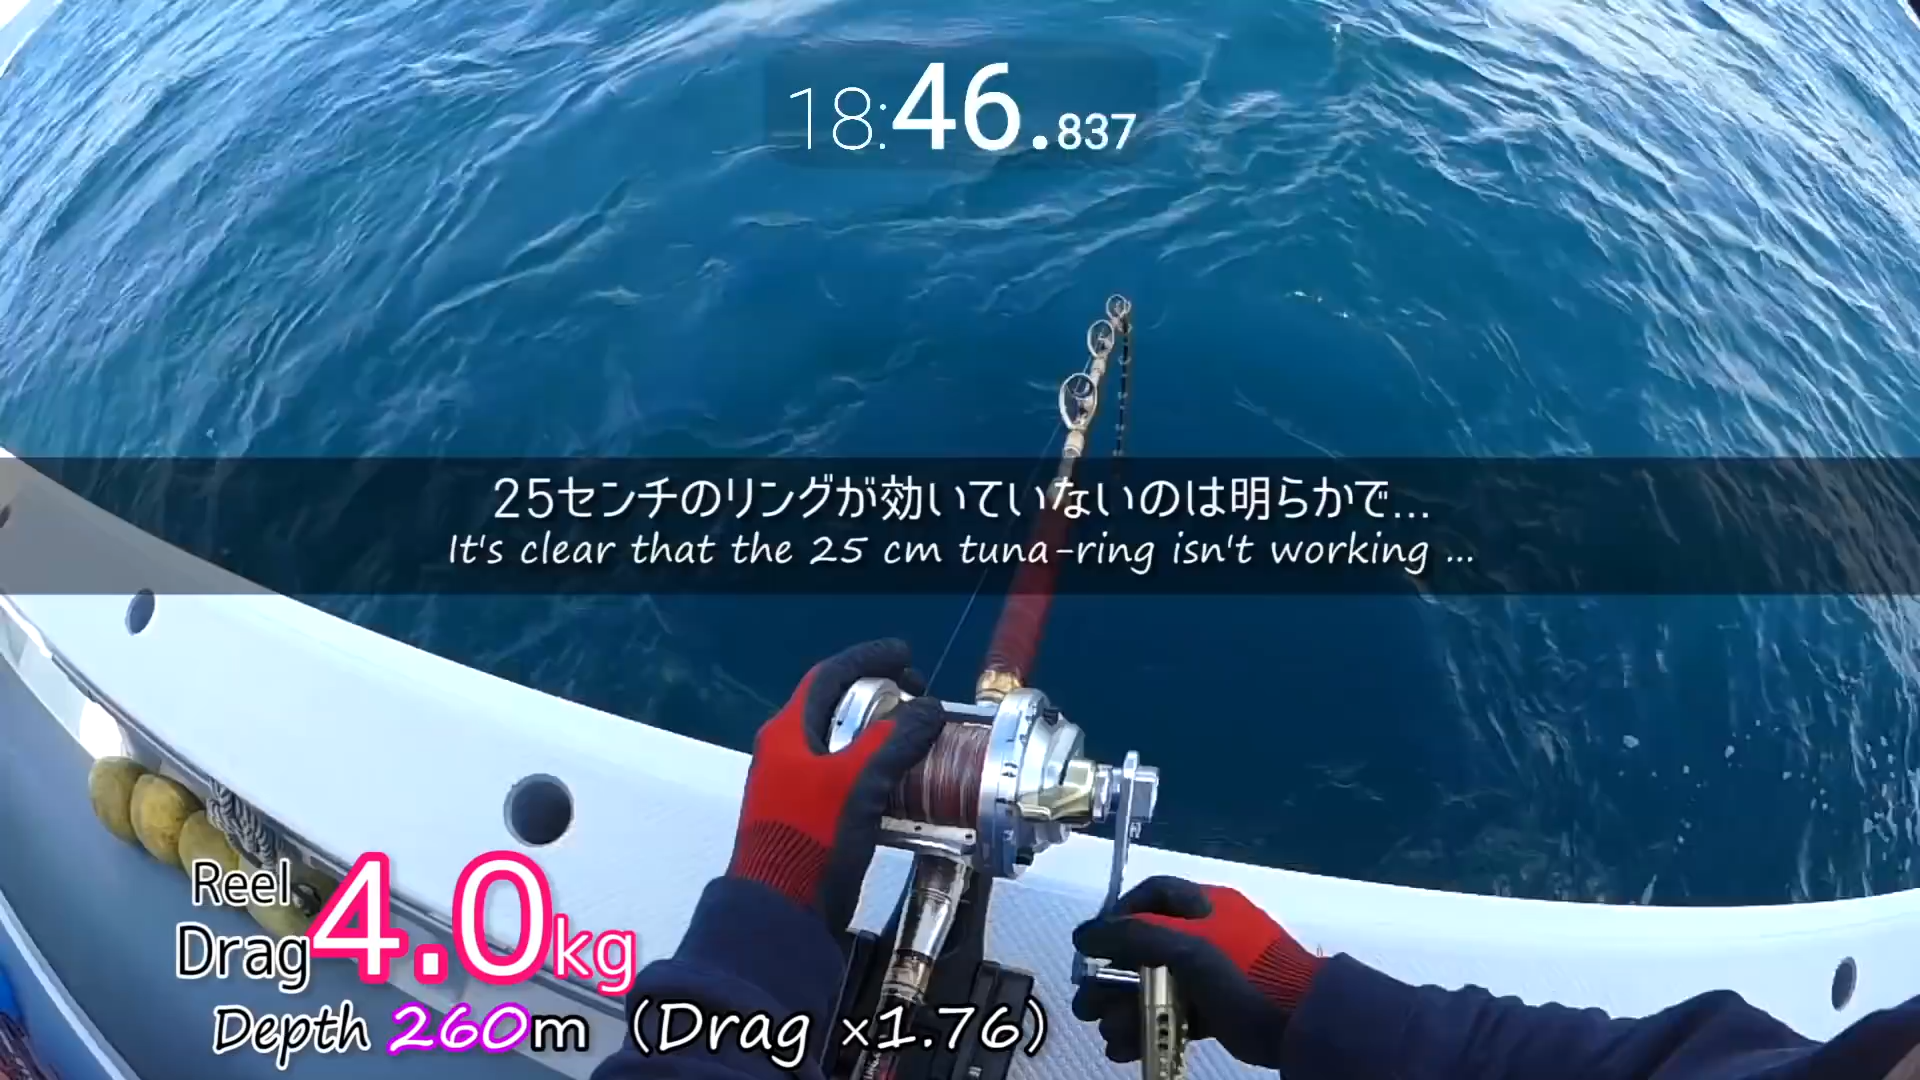 18:46.837
25センチのリングが効いていないのは明らかで...
It's clear that the 25 cm tuna-ring isn't working ...
Reel
Drag 4.0kg
Depth 260m (Drag ×1.76)